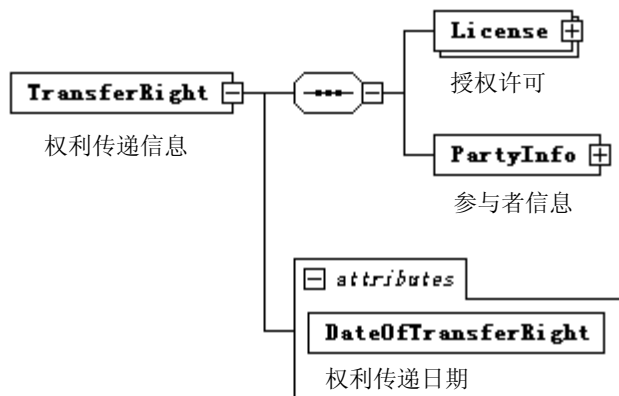 License
授权许可
TransferRight
权利传递信息
PartyInfo
参与者信息
attributes
DateOfTransferRight
权利传递日期